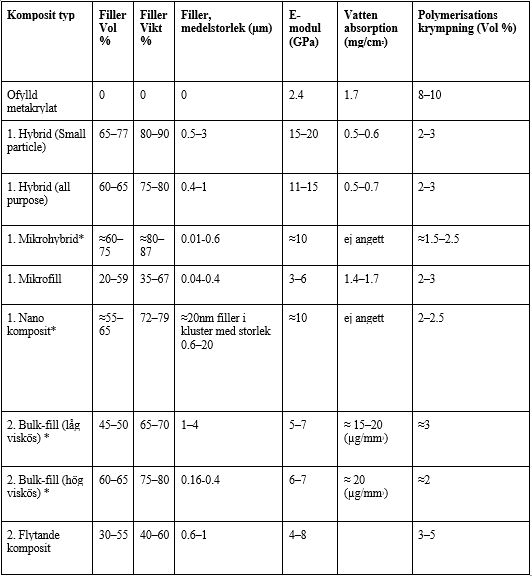 Komposit typ | Filler Vol % | Filler Vikt % | Filler, medelstorlek (µm) | E-modul (GPa) | Vatten absorption (mg/cm²) | Polymerisations krympning (Vol %)
Ofylld metakrylat | 0 | 0 | 0 | 2.4 | 1.7 | 8–10
1. Hybrid (Small particle) | 65–77 | 80–90 | 0.5–3 | 15–20 | 0.5–0.6 | 2–3
1. Hybrid (all purpose) | 60–65 | 75–80 | 0.4–1 | 11–15 | 0.5–0.7 | 2–3
1. Mikrohybrid* | ≈60–75 | ≈80–87 | 0.01-0.6 | ≈10 | ej angett | ≈1.5–2.5
1. Mikrofill | 20–59 | 35–67 | 0.04-0.4 | 3–6 | 1.4–1.7 | 2–3
1. Nano komposit* | ≈55–65 | 72–79 | ≈20nm filler i kluster med storlek 0.6–20 | ≈10 | ej angett | 2–2.5
2. Bulk-fill (låg viskös) * | 45–50 | 65–70 | 1–4 | 5–7 | ≈ 15–20 (µg/mm³) | ≈3
2. Bulk-fill (hög viskös) * | 60–65 | 75–80 | 0.16-0.4 | 6–7 | ≈ 20 (µg/mm³) | ≈2
2. Flytande komposit | 30–55 | 40–60 | 0.6–1 | 4–8 | | 3–5